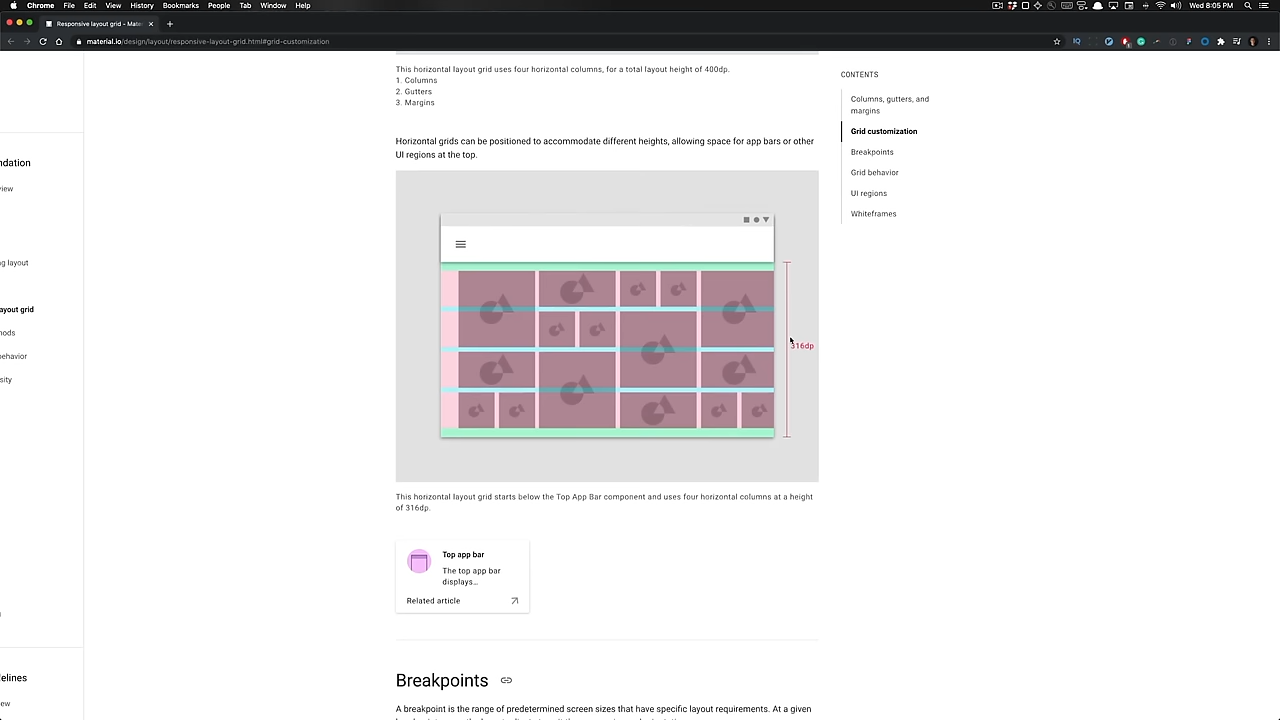 Chrome File Edit View History Bookmarks People Tab Window Help
Wed 8:05 PM
Responsive layout grid – Mate
material.io/design/layout/responsive-layout-grid.html#grid-customization
This horizontal layout grid uses four horizontal columns, for a total layout height of 400dp.
1. Columns
2. Gutters
3. Margins
Horizontal grids can be positioned to accommodate different heights, allowing space for app bars or other
UI regions at the top.
316dp
This horizontal layout grid starts below the Top App Bar component and uses four horizontal columns at a height
of 316dp.
Top app bar
The top app bar
displays…
Related article
Breakpoints
A breakpoint is the range of predetermined screen sizes that have specific layout requirements. At a given
CONTENTS
Columns, gutters, and
margins
Grid customization
Breakpoints
Grid behavior
UI regions
Whiteframes
ndation
view
ng layout
ayout grid
hods
behavior
sity
elines
ew